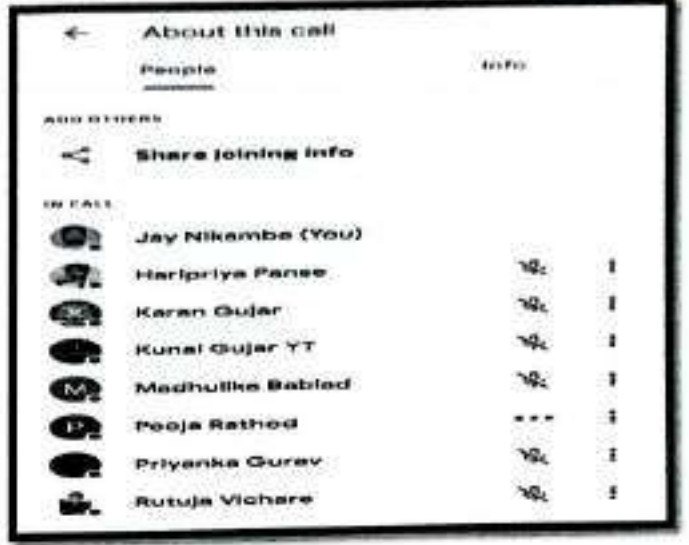 About this call
People Info
ADD OTHERS
Share joining info
IN CALL
Jay Nikambe (You)
Haripriya Panse
Karan Gujar
Kunal Gujar YT
Madhulika Bablad
M
Pooja Rathod
P
Priyanka Gurav
Rutuja Vichare